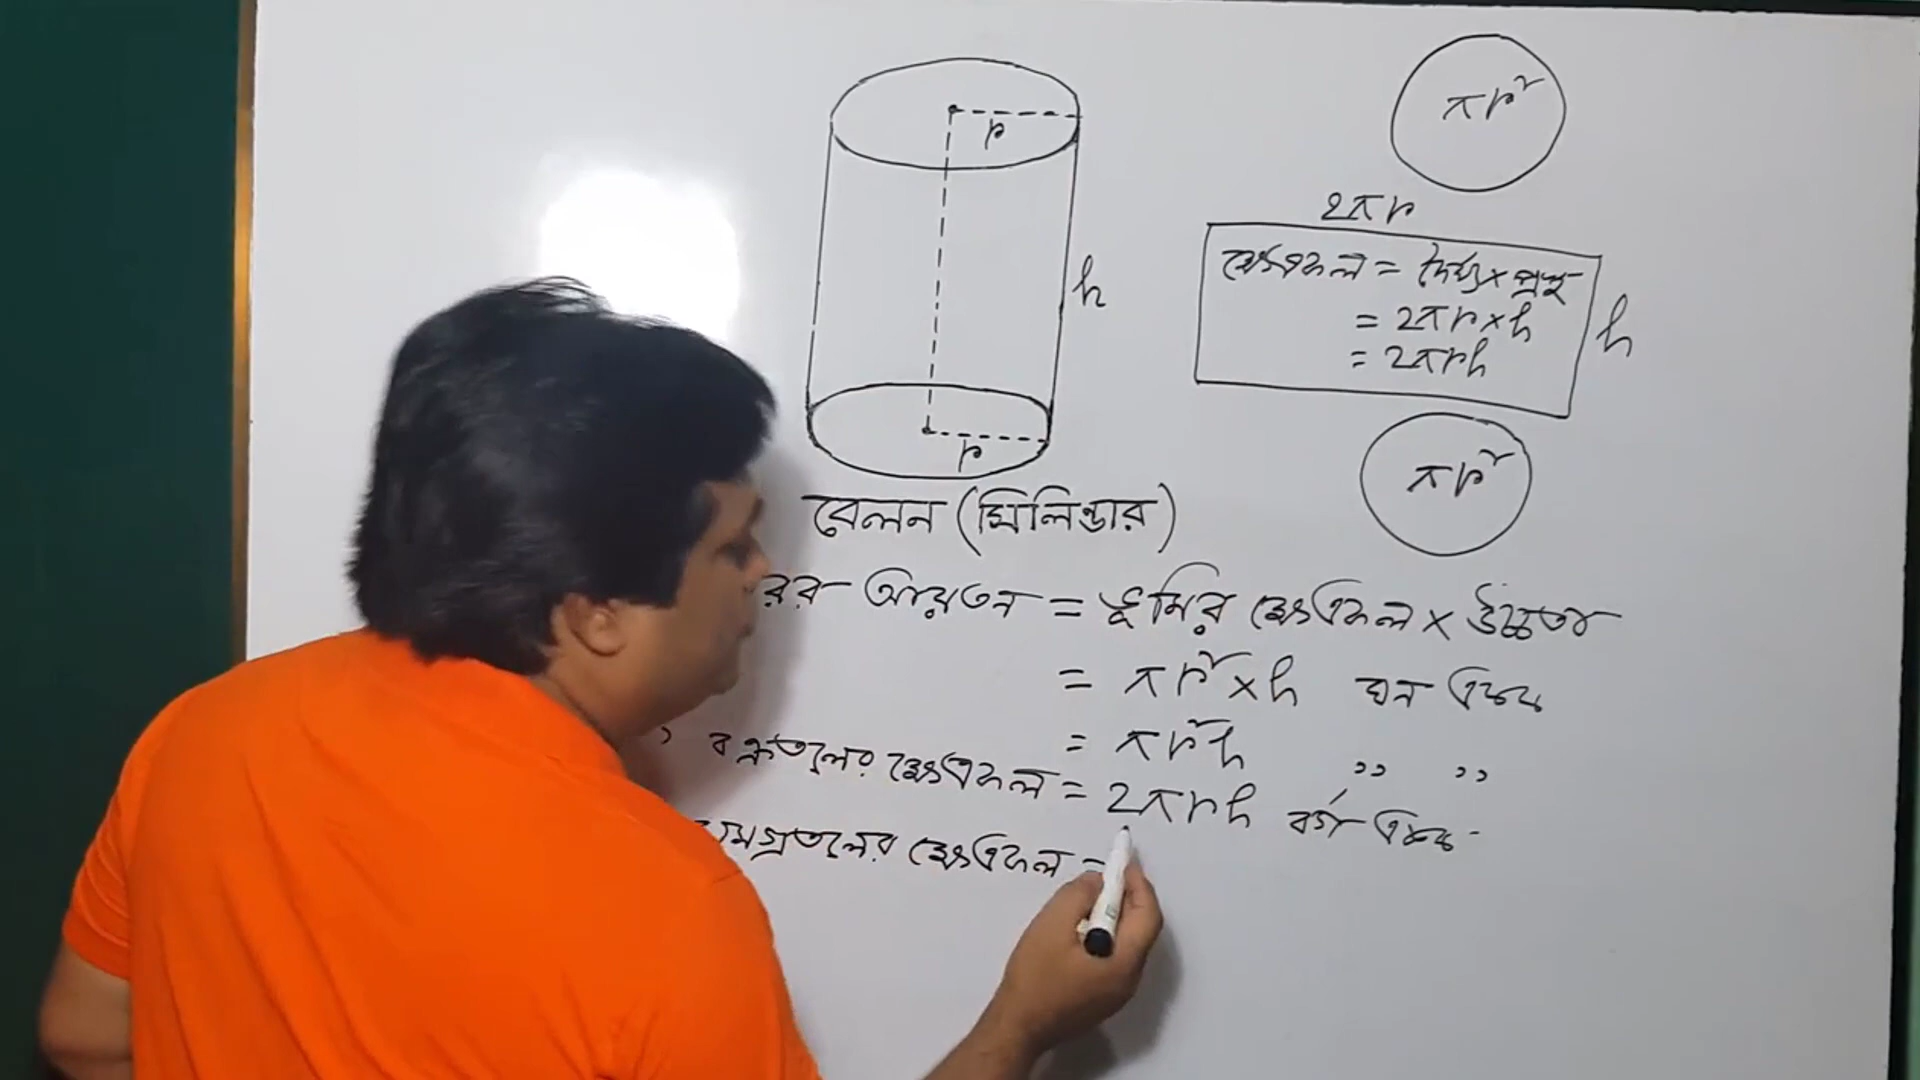 r
h
r
বেলন (সিলিন্ডার)
πr²
2πr
ক্ষেত্রফল = দৈর্ঘ্য × প্রস্থ
= 2πr×h
= 2πrh
h
πr²
আয়তন = ভূমির ক্ষেত্রফল × উচ্চতা
= πr²×h ঘন একক
= πr²h ,, ,,
বক্রতলের ক্ষেত্রফল = 2πrh বর্গ একক
সমগ্রতলের ক্ষেত্রফল =